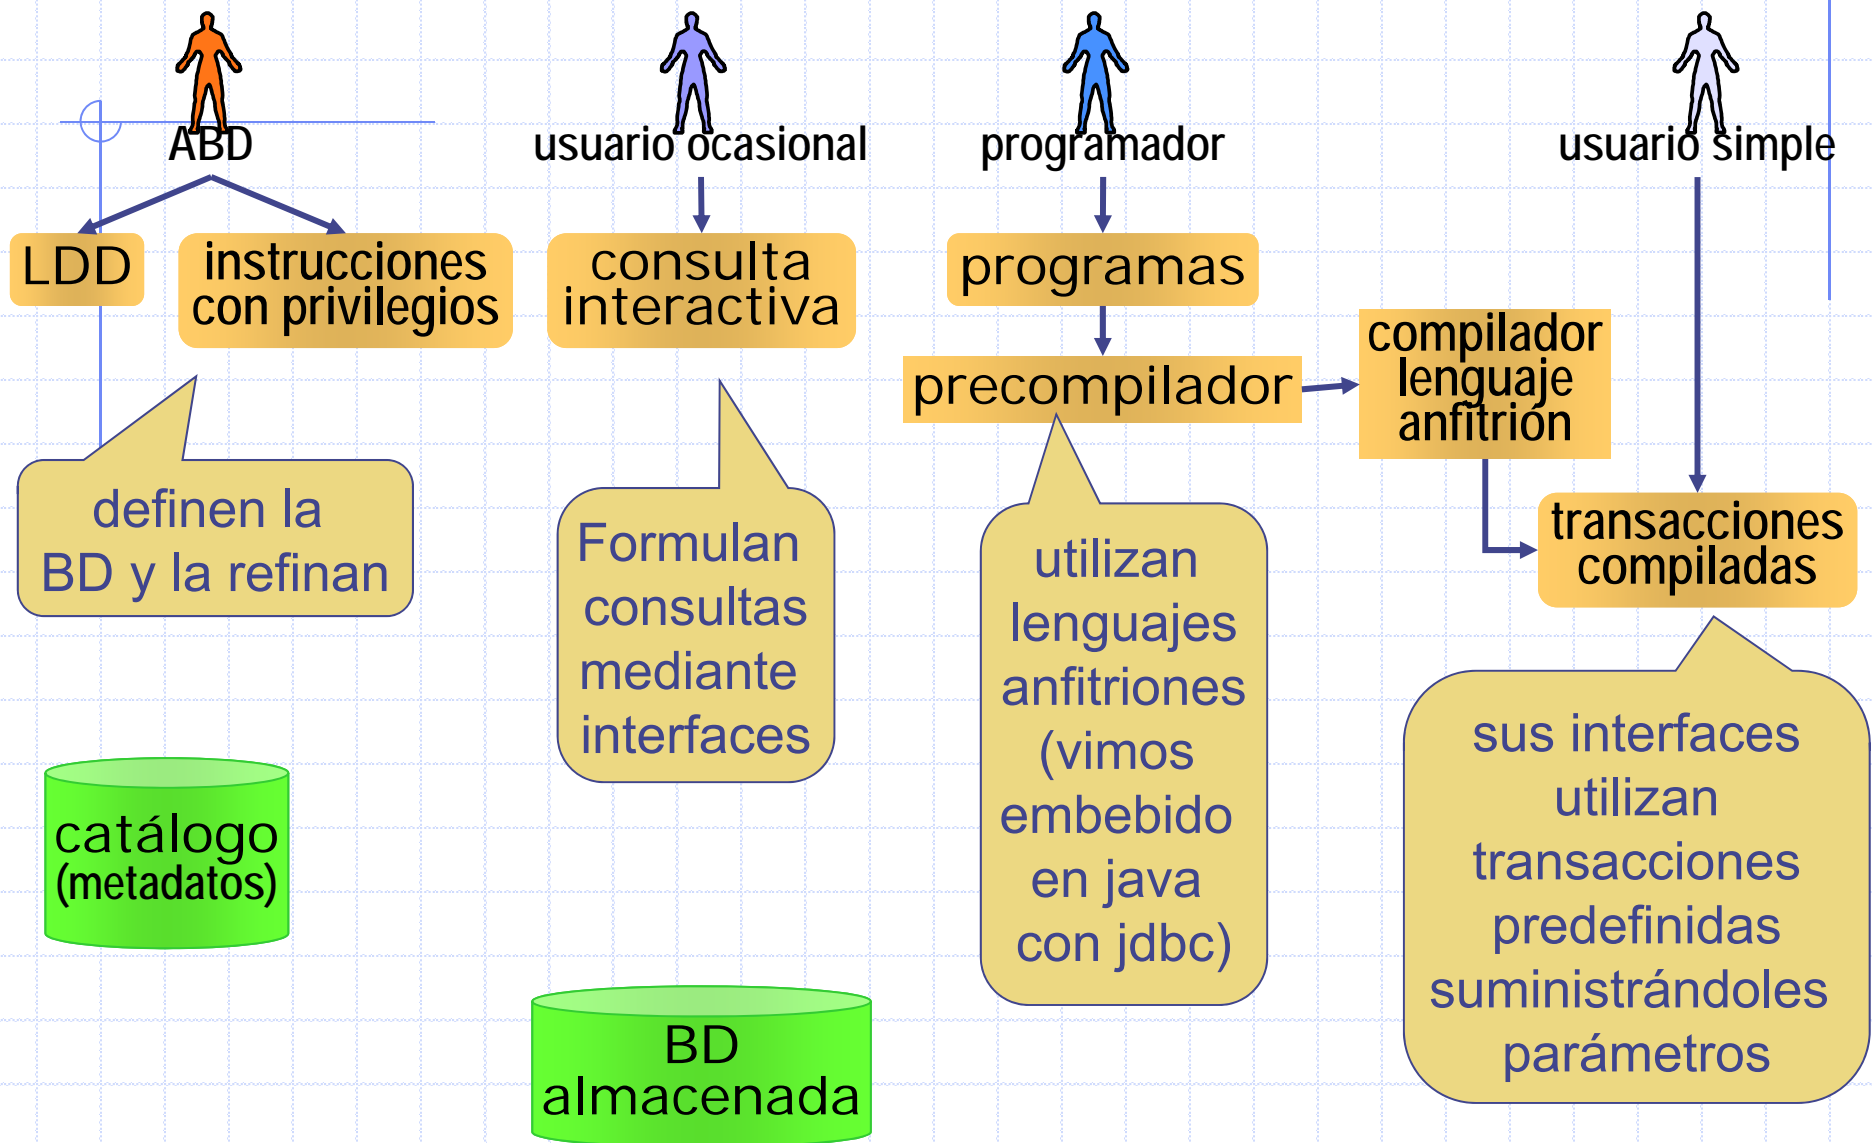 ABD
usuario ocasional
programador
usuario simple
LDD
instrucciones
con privilegios
consulta
interactiva
programas
precompilador
compilador
lenguaje
anfitrión
transacciones
compiladas
definen la
BD y la refinan
Formulan
consultas
mediante
interfaces
utilizan
lenguajes
anfitriones
(vimos
embebido
en java
con jdbc)
sus interfaces
utilizan
transacciones
predefinidas
suministrándoles
parámetros
catálogo
(metadatos)
BD
almacenada